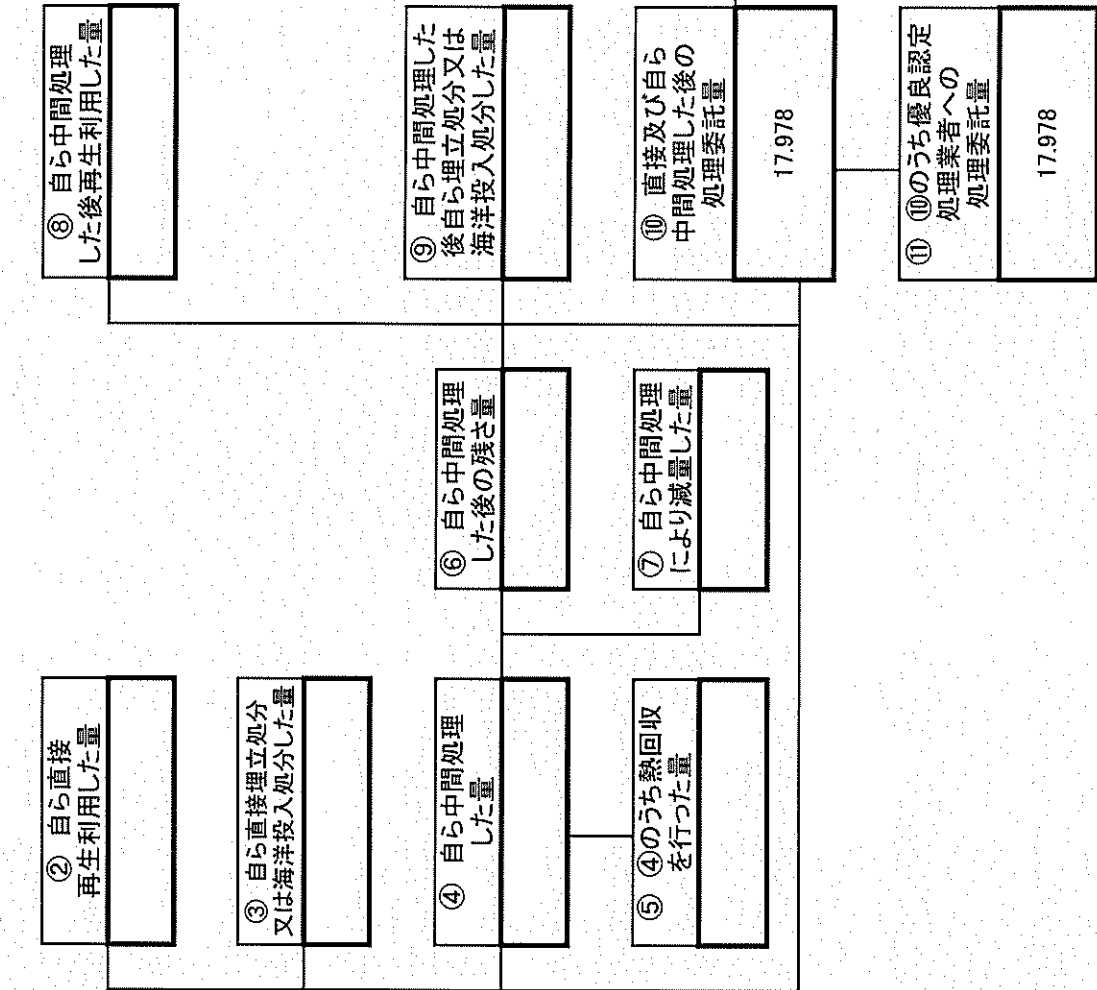 ② 自ら直接
再生利用した量
③ 自ら直接埋立処分
又は海洋投入処分した量
④ 自ら中間処理
した量
⑤ ④のうち熱回収
を行った量
⑥ 自ら中間処理
した後の残さ量
⑦ 自ら中間処理
により減量した量
⑧ 自ら中間処理
した後再生利用した量
⑨ 自ら中間処理した
後自ら埋立処分又は
海洋投入処分した量
⑩ 直接及び自ら
中間処理した後の
処理委託量
17.978
⑪ ⑩のうち優良認定
処理業者への
処理委託量
17.978